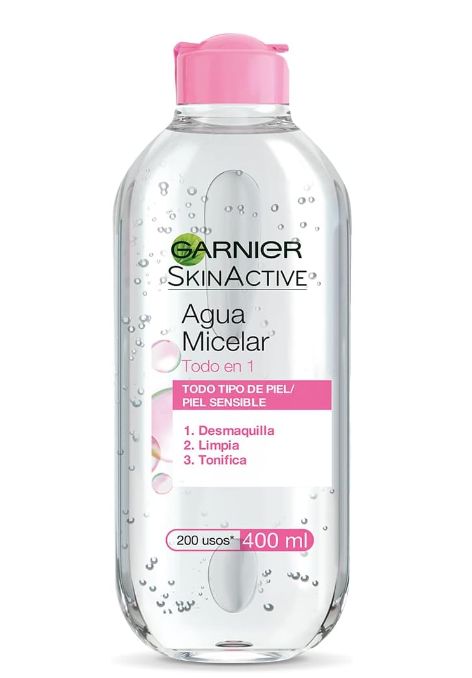 GARNIER
SKINACTIVE
Agua
Micelar
Todo en 1
TODO TIPO DE PIEL/
PIEL SENSIBLE
1. Desmaquilla
2. Limpia
3. Tonifica
200 usos* 400 ml